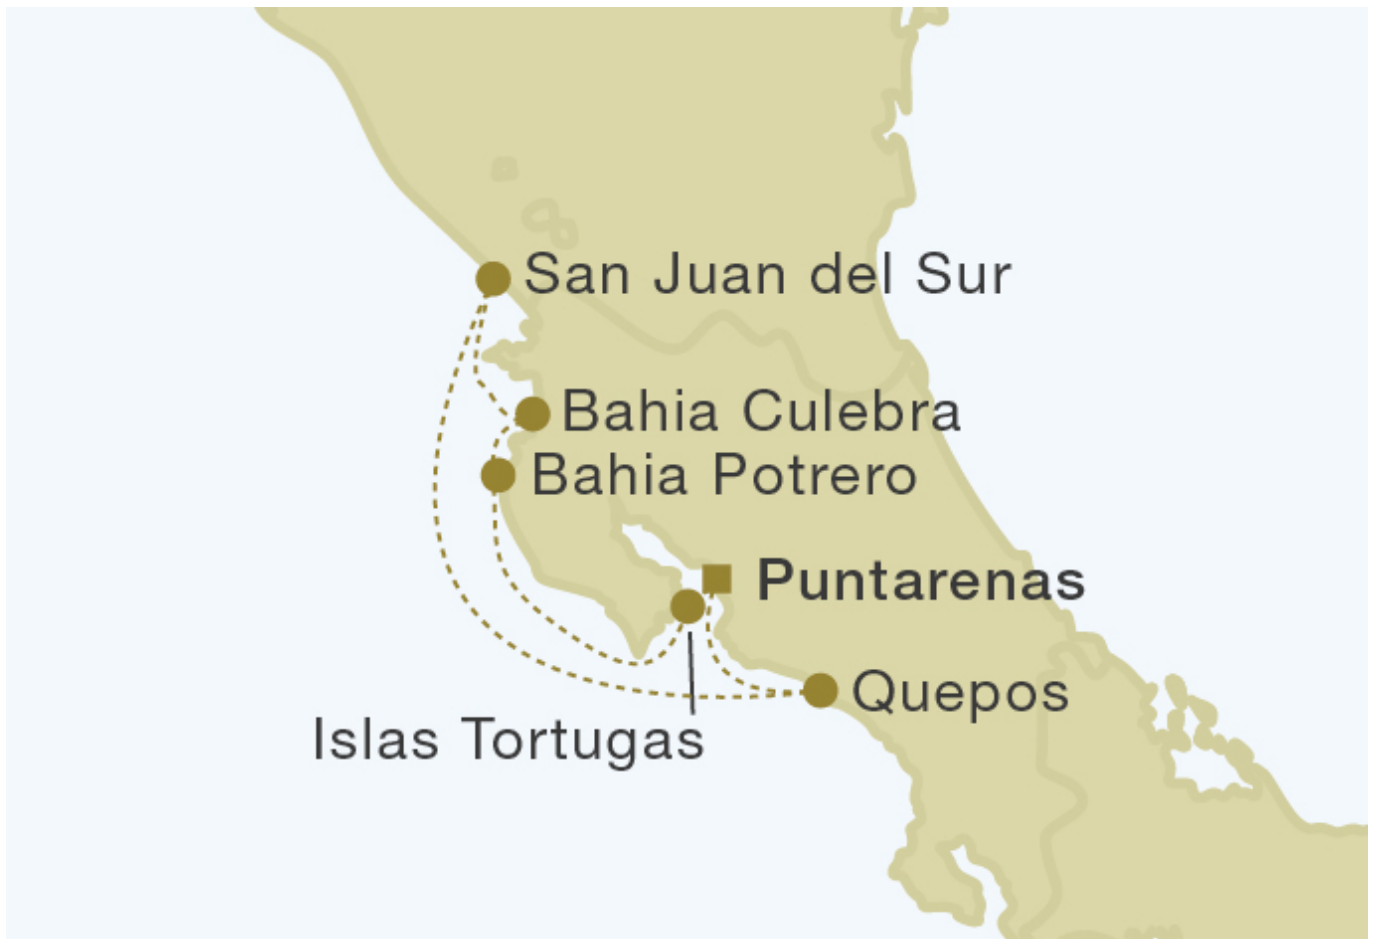 San Juan del Sur
Bahia Culebra
Bahia Potrero
Puntarenas
Quepos
Islas Tortugas